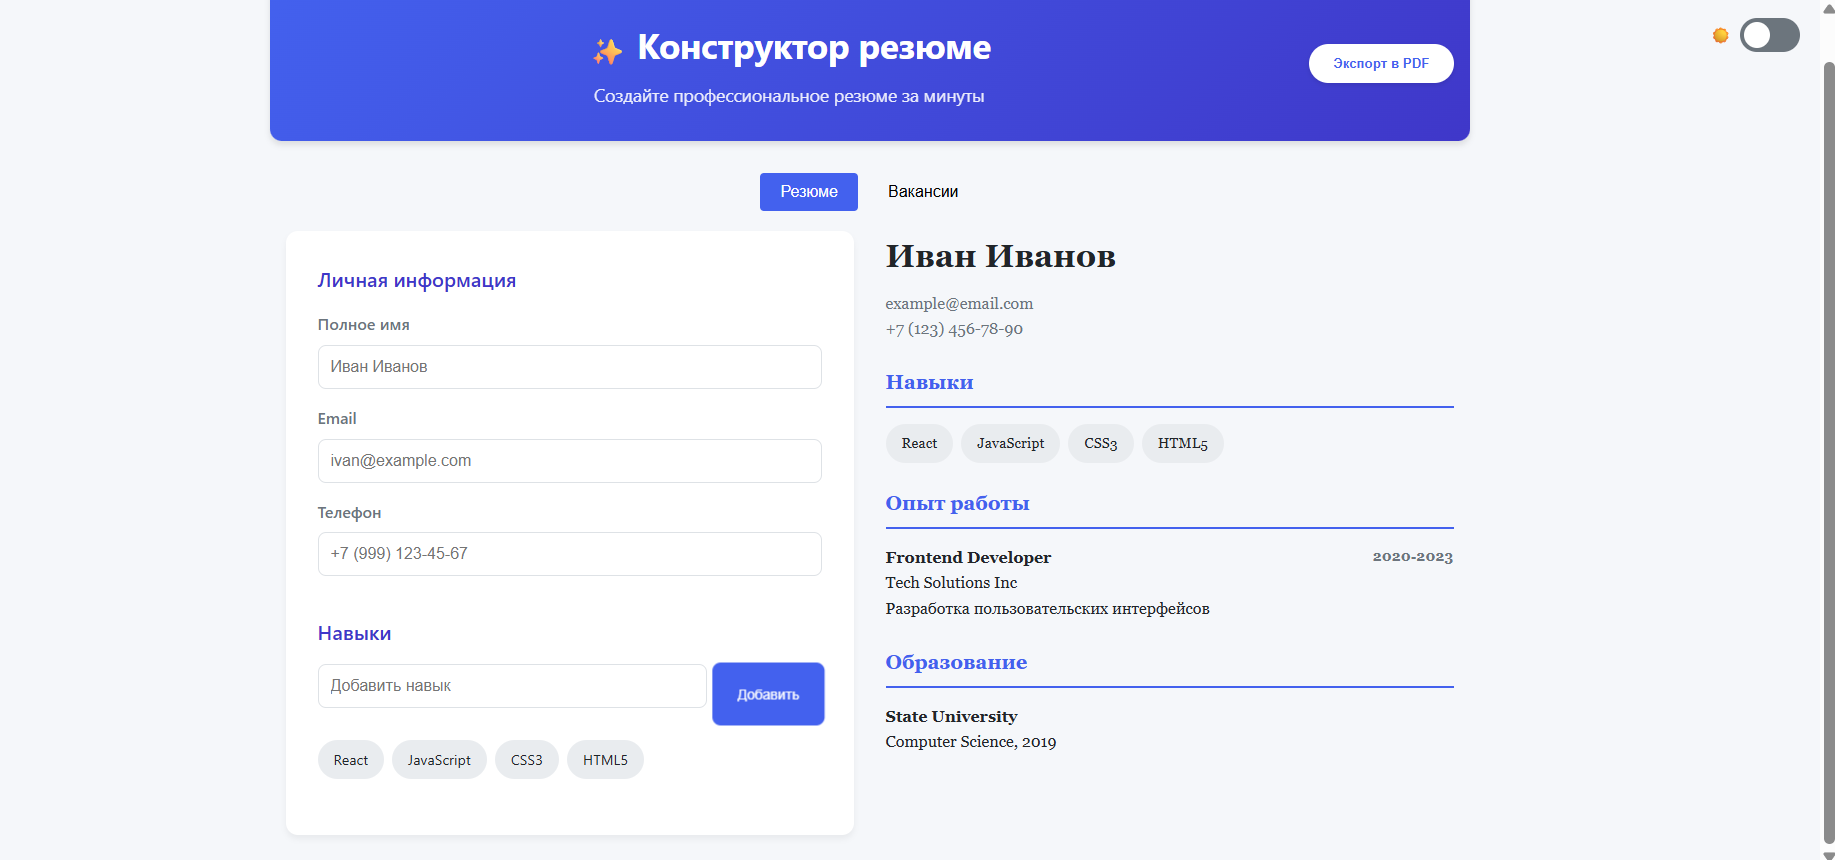 ✨ Конструктор резюме
Создайте профессиональное резюме за минуты
Экспорт в PDF
Резюме
Вакансии
Личная информация
Полное имя
Иван Иванов
Email
ivan@example.com
Телефон
+7 (999) 123-45-67
Навыки
Добавить навык
Добавить
React
JavaScript
CSS3
HTML5
Иван Иванов
example@email.com
+7 (123) 456-78-90
Навыки
React
JavaScript
CSS3
HTML5
Опыт работы
Frontend Developer
2020-2023
Tech Solutions Inc
Разработка пользовательских интерфейсов
Образование
State University
Computer Science, 2019